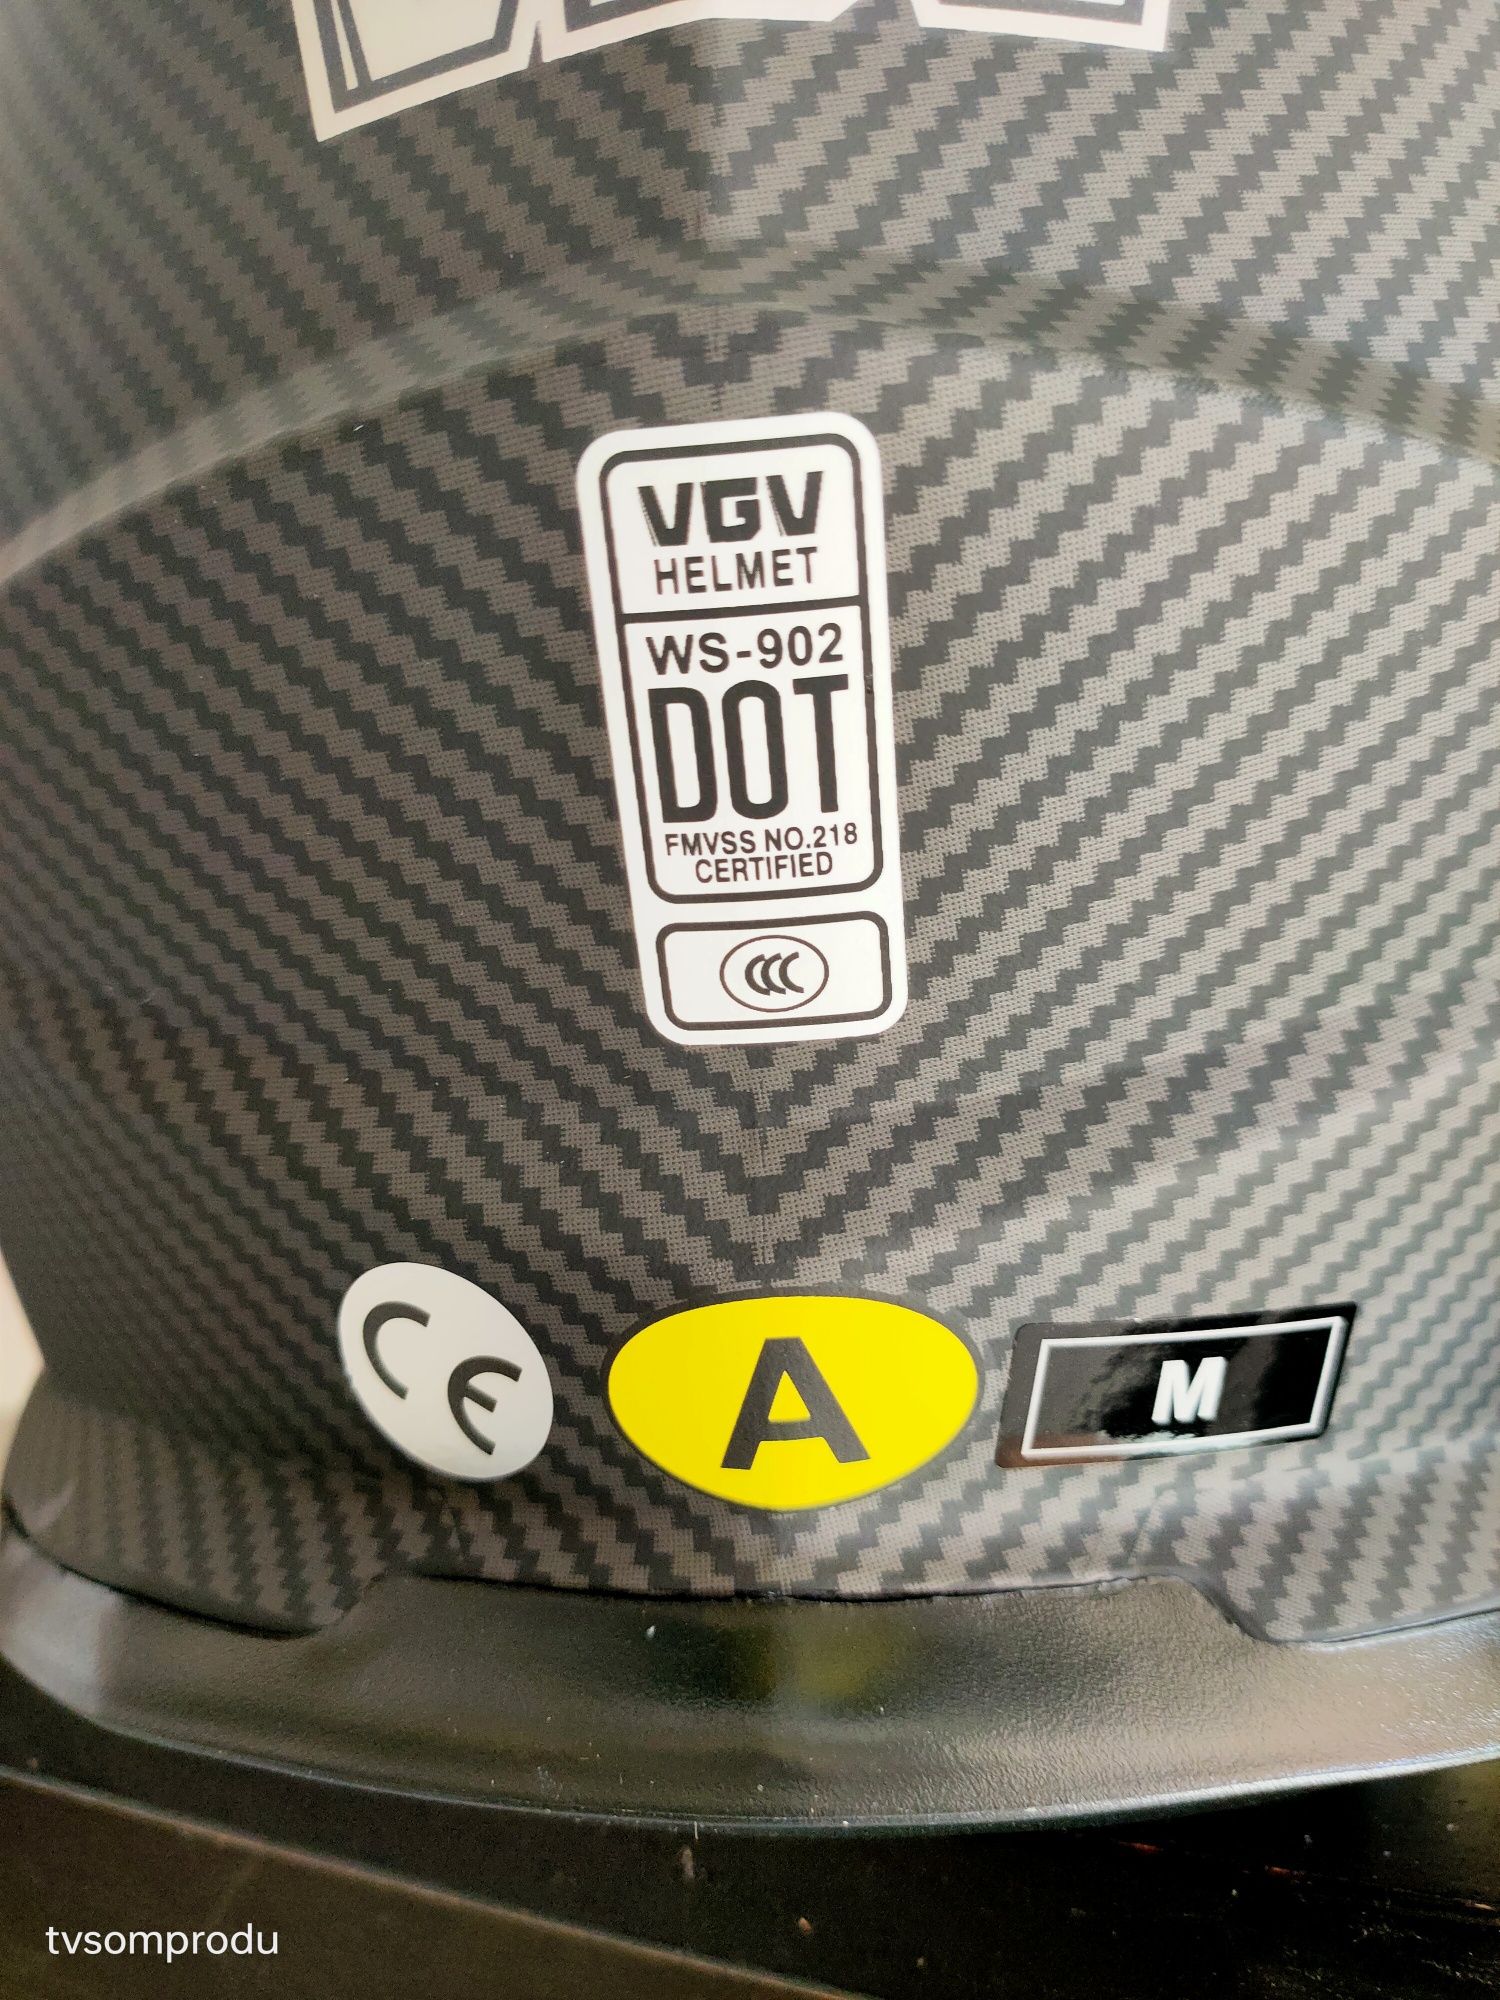 VGV
HELMET
WS-902
DOT
FMVSS NO.218
CERTIFIED
CCC
CE
A
M
tvsomprodu